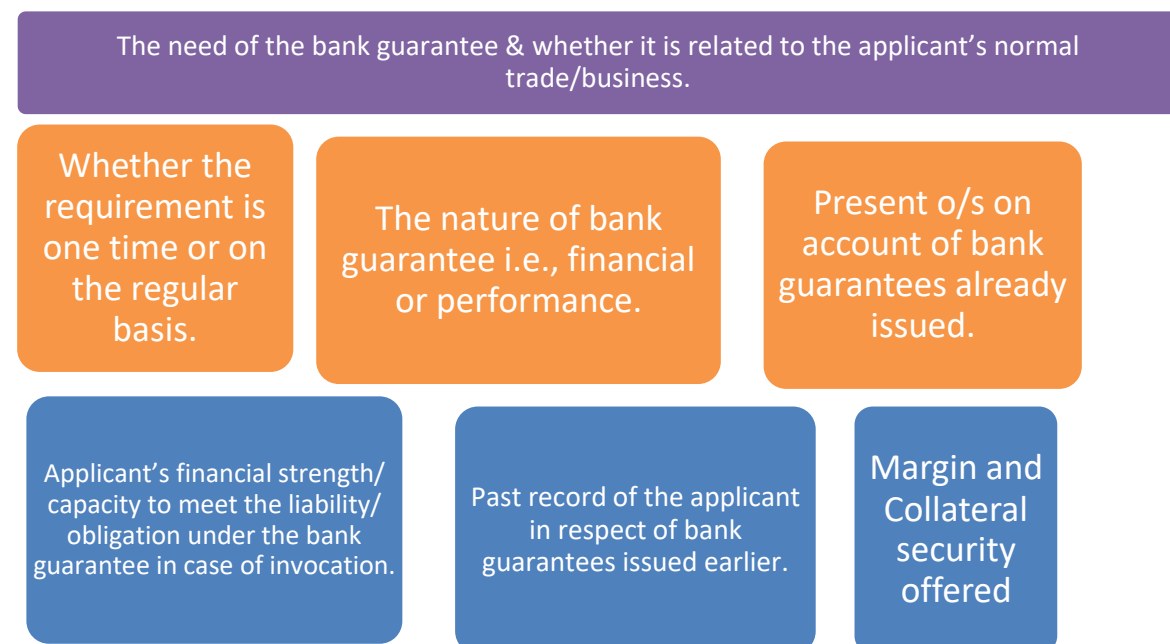 The need of the bank guarantee & whether it is related to the applicant’s normal
trade/business.
Whether the
requirement is
one time or on
the regular
basis.
The nature of bank
guarantee i.e., financial
or performance.
Present o/s on
account of bank
guarantees already
issued.
Applicant’s financial strength/
capacity to meet the liability/
obligation under the bank
guarantee in case of invocation.
Past record of the applicant
in respect of bank
guarantees issued earlier.
Margin and
Collateral
security
offered